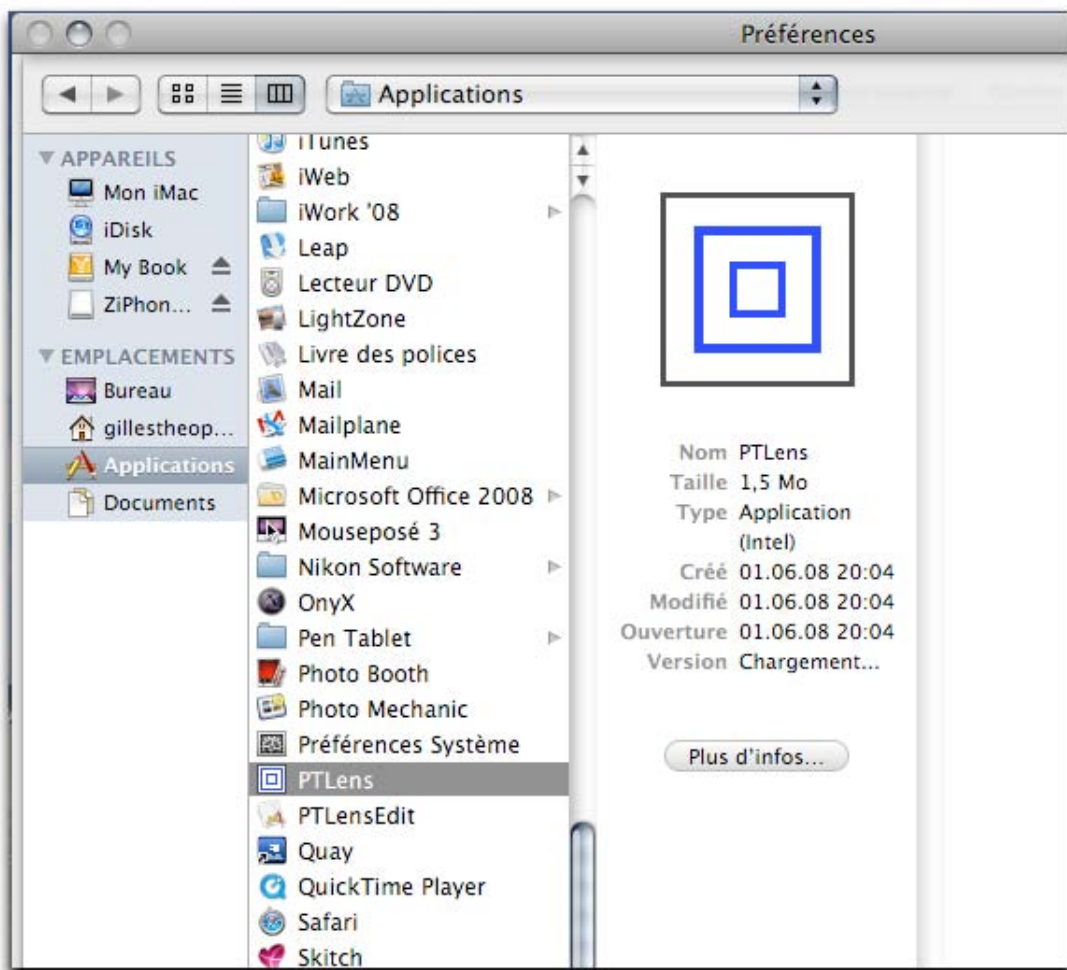 Préférences
Applications
APPAREILS
Mon iMac
iDisk
My Book
ZiPhon...
EMPLACEMENTS
Bureau
gillestheop...
Applications
Documents
iTunes
iWeb
iWork '08
Leap
Lecteur DVD
LightZone
Livre des polices
Mail
Mailplane
MainMenu
Microsoft Office 2008
Mouseposé 3
Nikon Software
OnyX
Pen Tablet
Photo Booth
Photo Mechanic
Préférences Système
PTLens
PTLensEdit
Quay
QuickTime Player
Safari
Skitch
Nom PTLens
Taille 1,5 Mo
Type Application
(Intel)
Créé 01.06.08 20:04
Modifié 01.06.08 20:04
Ouverture 01.06.08 20:04
Version Chargement...
Plus d'infos...